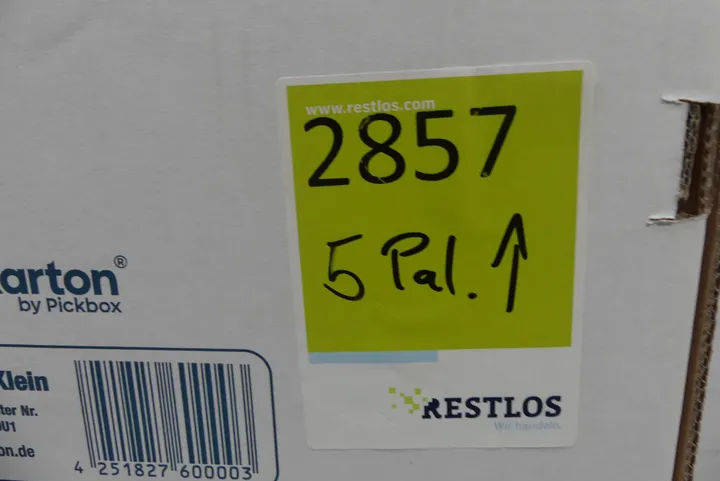 www.restlos.com
2857
5 Pal. ↑
RESTLOS
Wir handeln.
arton®
by Pickbox
Klein
ter Nr.
on.de
4 251827 600003